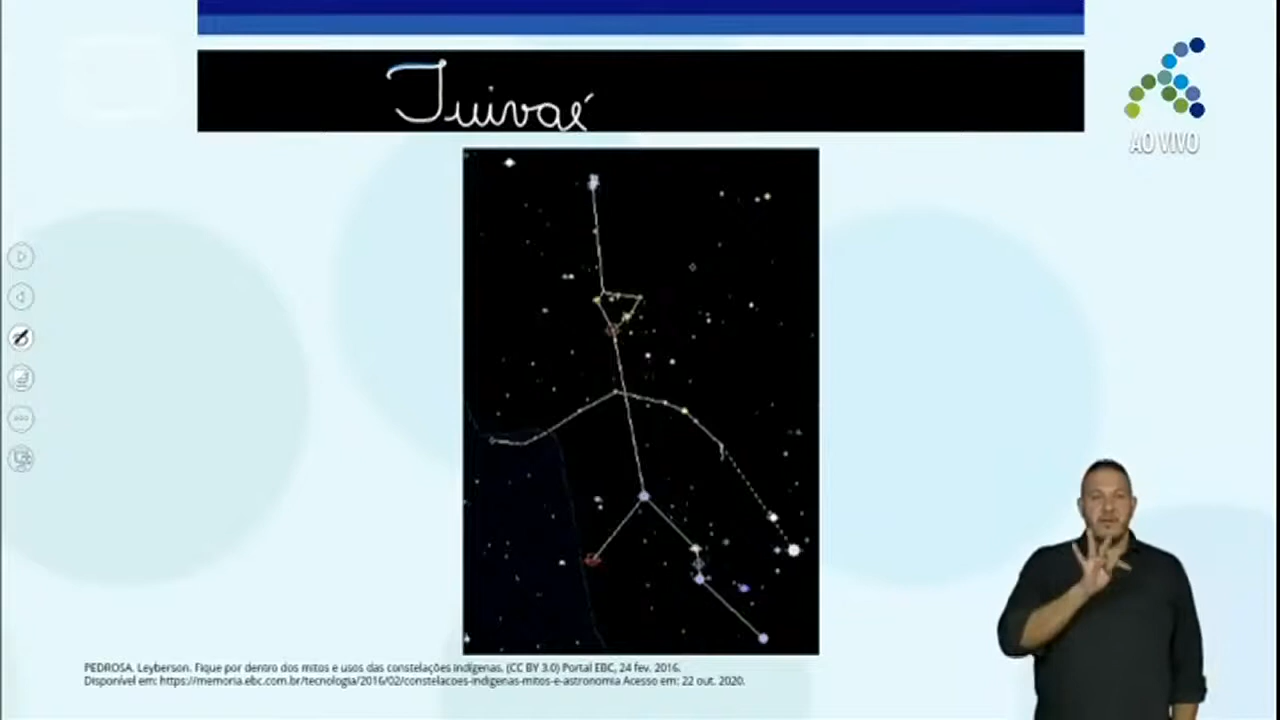 Tuivaé
AO VIVO
PEDROSA. Leyberson. Fique por dentro dos mitos e usos das constelações indígenas. (CC BY 3.0) Portal EBC, 24 fev. 2016.
Disponível em: https://memoria.ebc.com.br/tecnologia/2016/02/constelacoes-indigenas-mitos-e-astronomia Acesso em: 22 out. 2020.